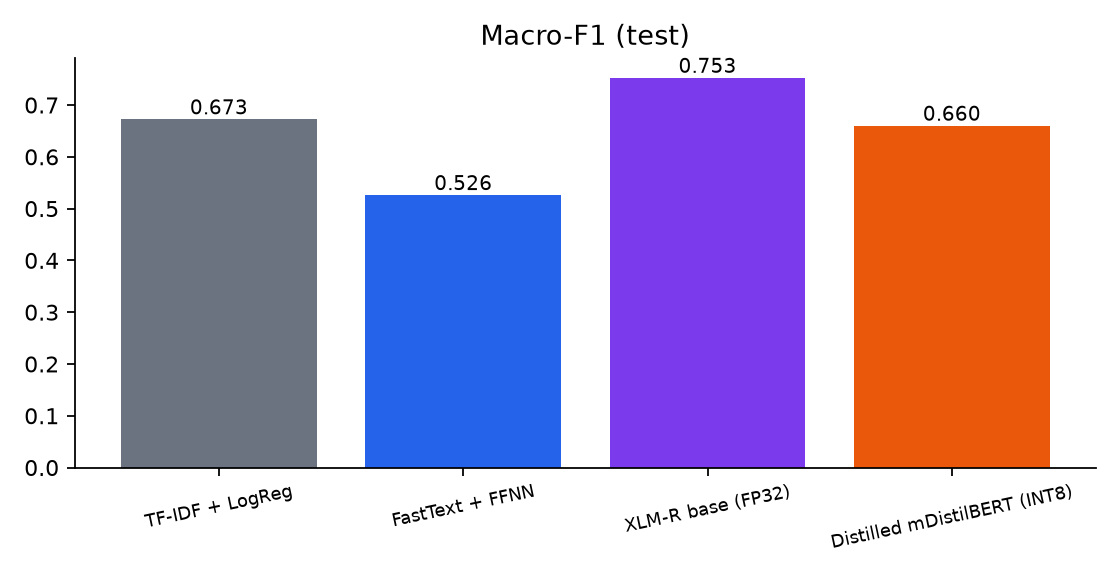 Macro-F1 (test)
0.7
0.6
0.5
0.4
0.3
0.2
0.1
0.0
0.673
0.526
0.753
0.660
TF-IDF + LogReg
FastText + FFNN
XLM-R base (FP32)
Distilled mDistilBERT (INT8)